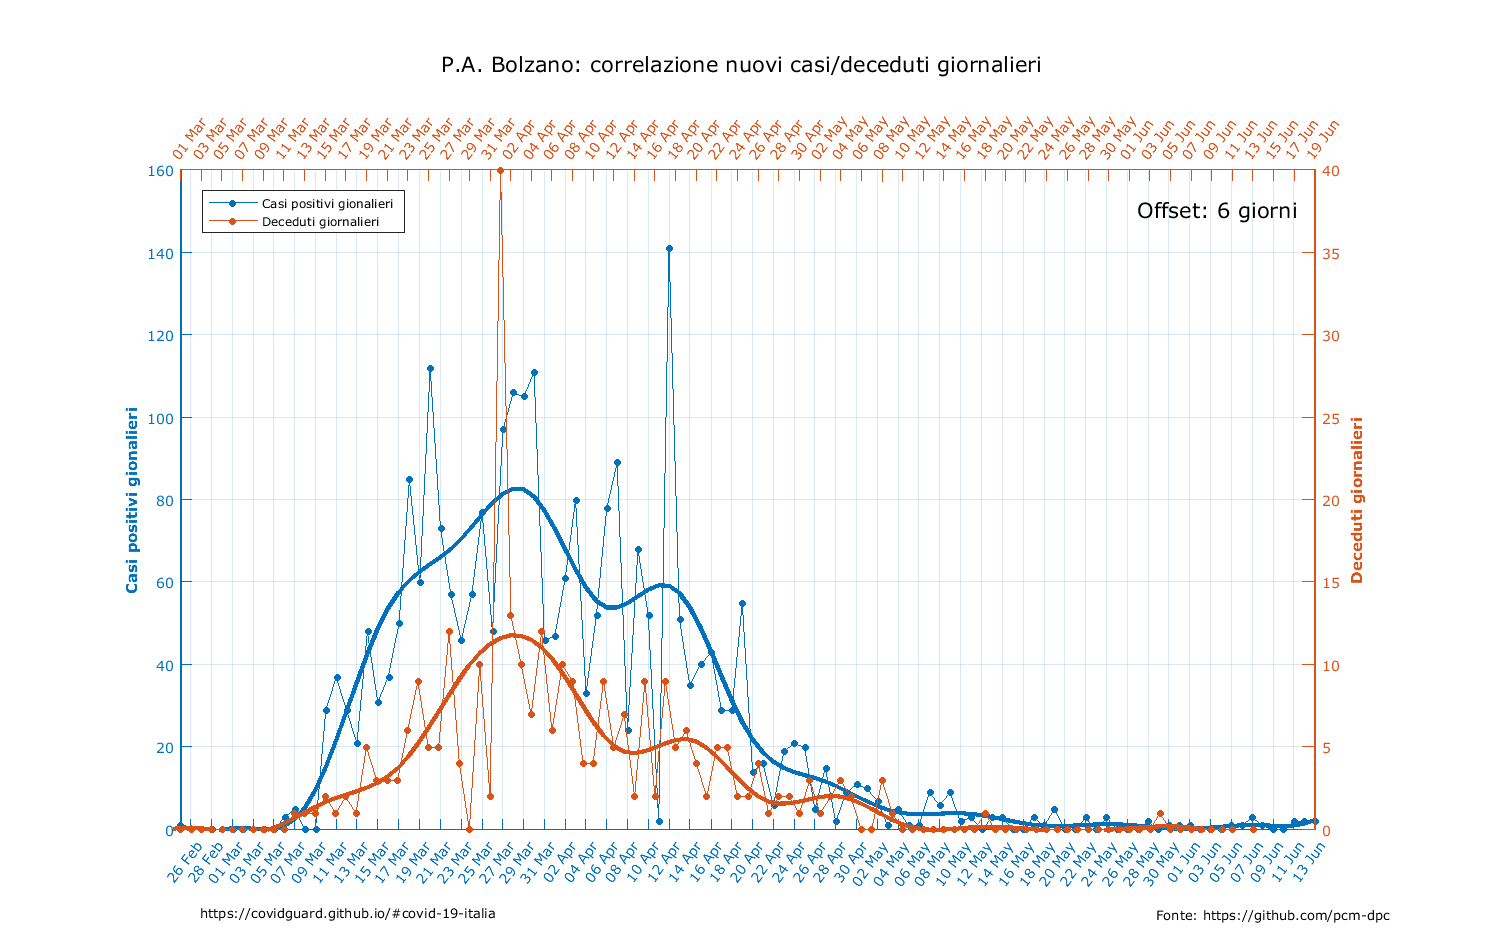 P.A. Bolzano: correlazione nuovi casi/deceduti giornalieri
01 Mar
03 Mar
05 Mar
07 Mar
09 Mar
11 Mar
13 Mar
15 Mar
17 Mar
19 Mar
21 Mar
23 Mar
25 Mar
27 Mar
29 Mar
31 Mar
02 Apr
04 Apr
06 Apr
08 Apr
10 Apr
12 Apr
14 Apr
16 Apr
18 Apr
20 Apr
22 Apr
24 Apr
26 Apr
28 Apr
30 Apr
02 May
04 May
06 May
08 May
10 May
12 May
14 May
16 May
18 May
20 May
22 May
24 May
26 May
28 May
30 May
01 Jun
03 Jun
05 Jun
07 Jun
09 Jun
11 Jun
13 Jun
15 Jun
17 Jun
19 Jun
Casi positivi gionalieri
Deceduti giornalieri
Offset: 6 giorni
Casi positivi gionalieri
160
140
120
100
80
60
40
20
0
40
35
30
25
20
15
10
5
0
Deceduti giornalieri
26 Feb
28 Feb
01 Mar
03 Mar
05 Mar
07 Mar
09 Mar
11 Mar
13 Mar
15 Mar
17 Mar
19 Mar
21 Mar
23 Mar
25 Mar
27 Mar
29 Mar
31 Mar
02 Apr
04 Apr
06 Apr
08 Apr
10 Apr
12 Apr
14 Apr
16 Apr
18 Apr
20 Apr
22 Apr
24 Apr
26 Apr
28 Apr
30 Apr
02 May
04 May
06 May
08 May
10 May
12 May
14 May
16 May
18 May
20 May
22 May
24 May
26 May
28 May
30 May
01 Jun
03 Jun
05 Jun
07 Jun
09 Jun
11 Jun
13 Jun
https://covidguard.github.io/#covid-19-italia
Fonte: https://github.com/pcm-dpc